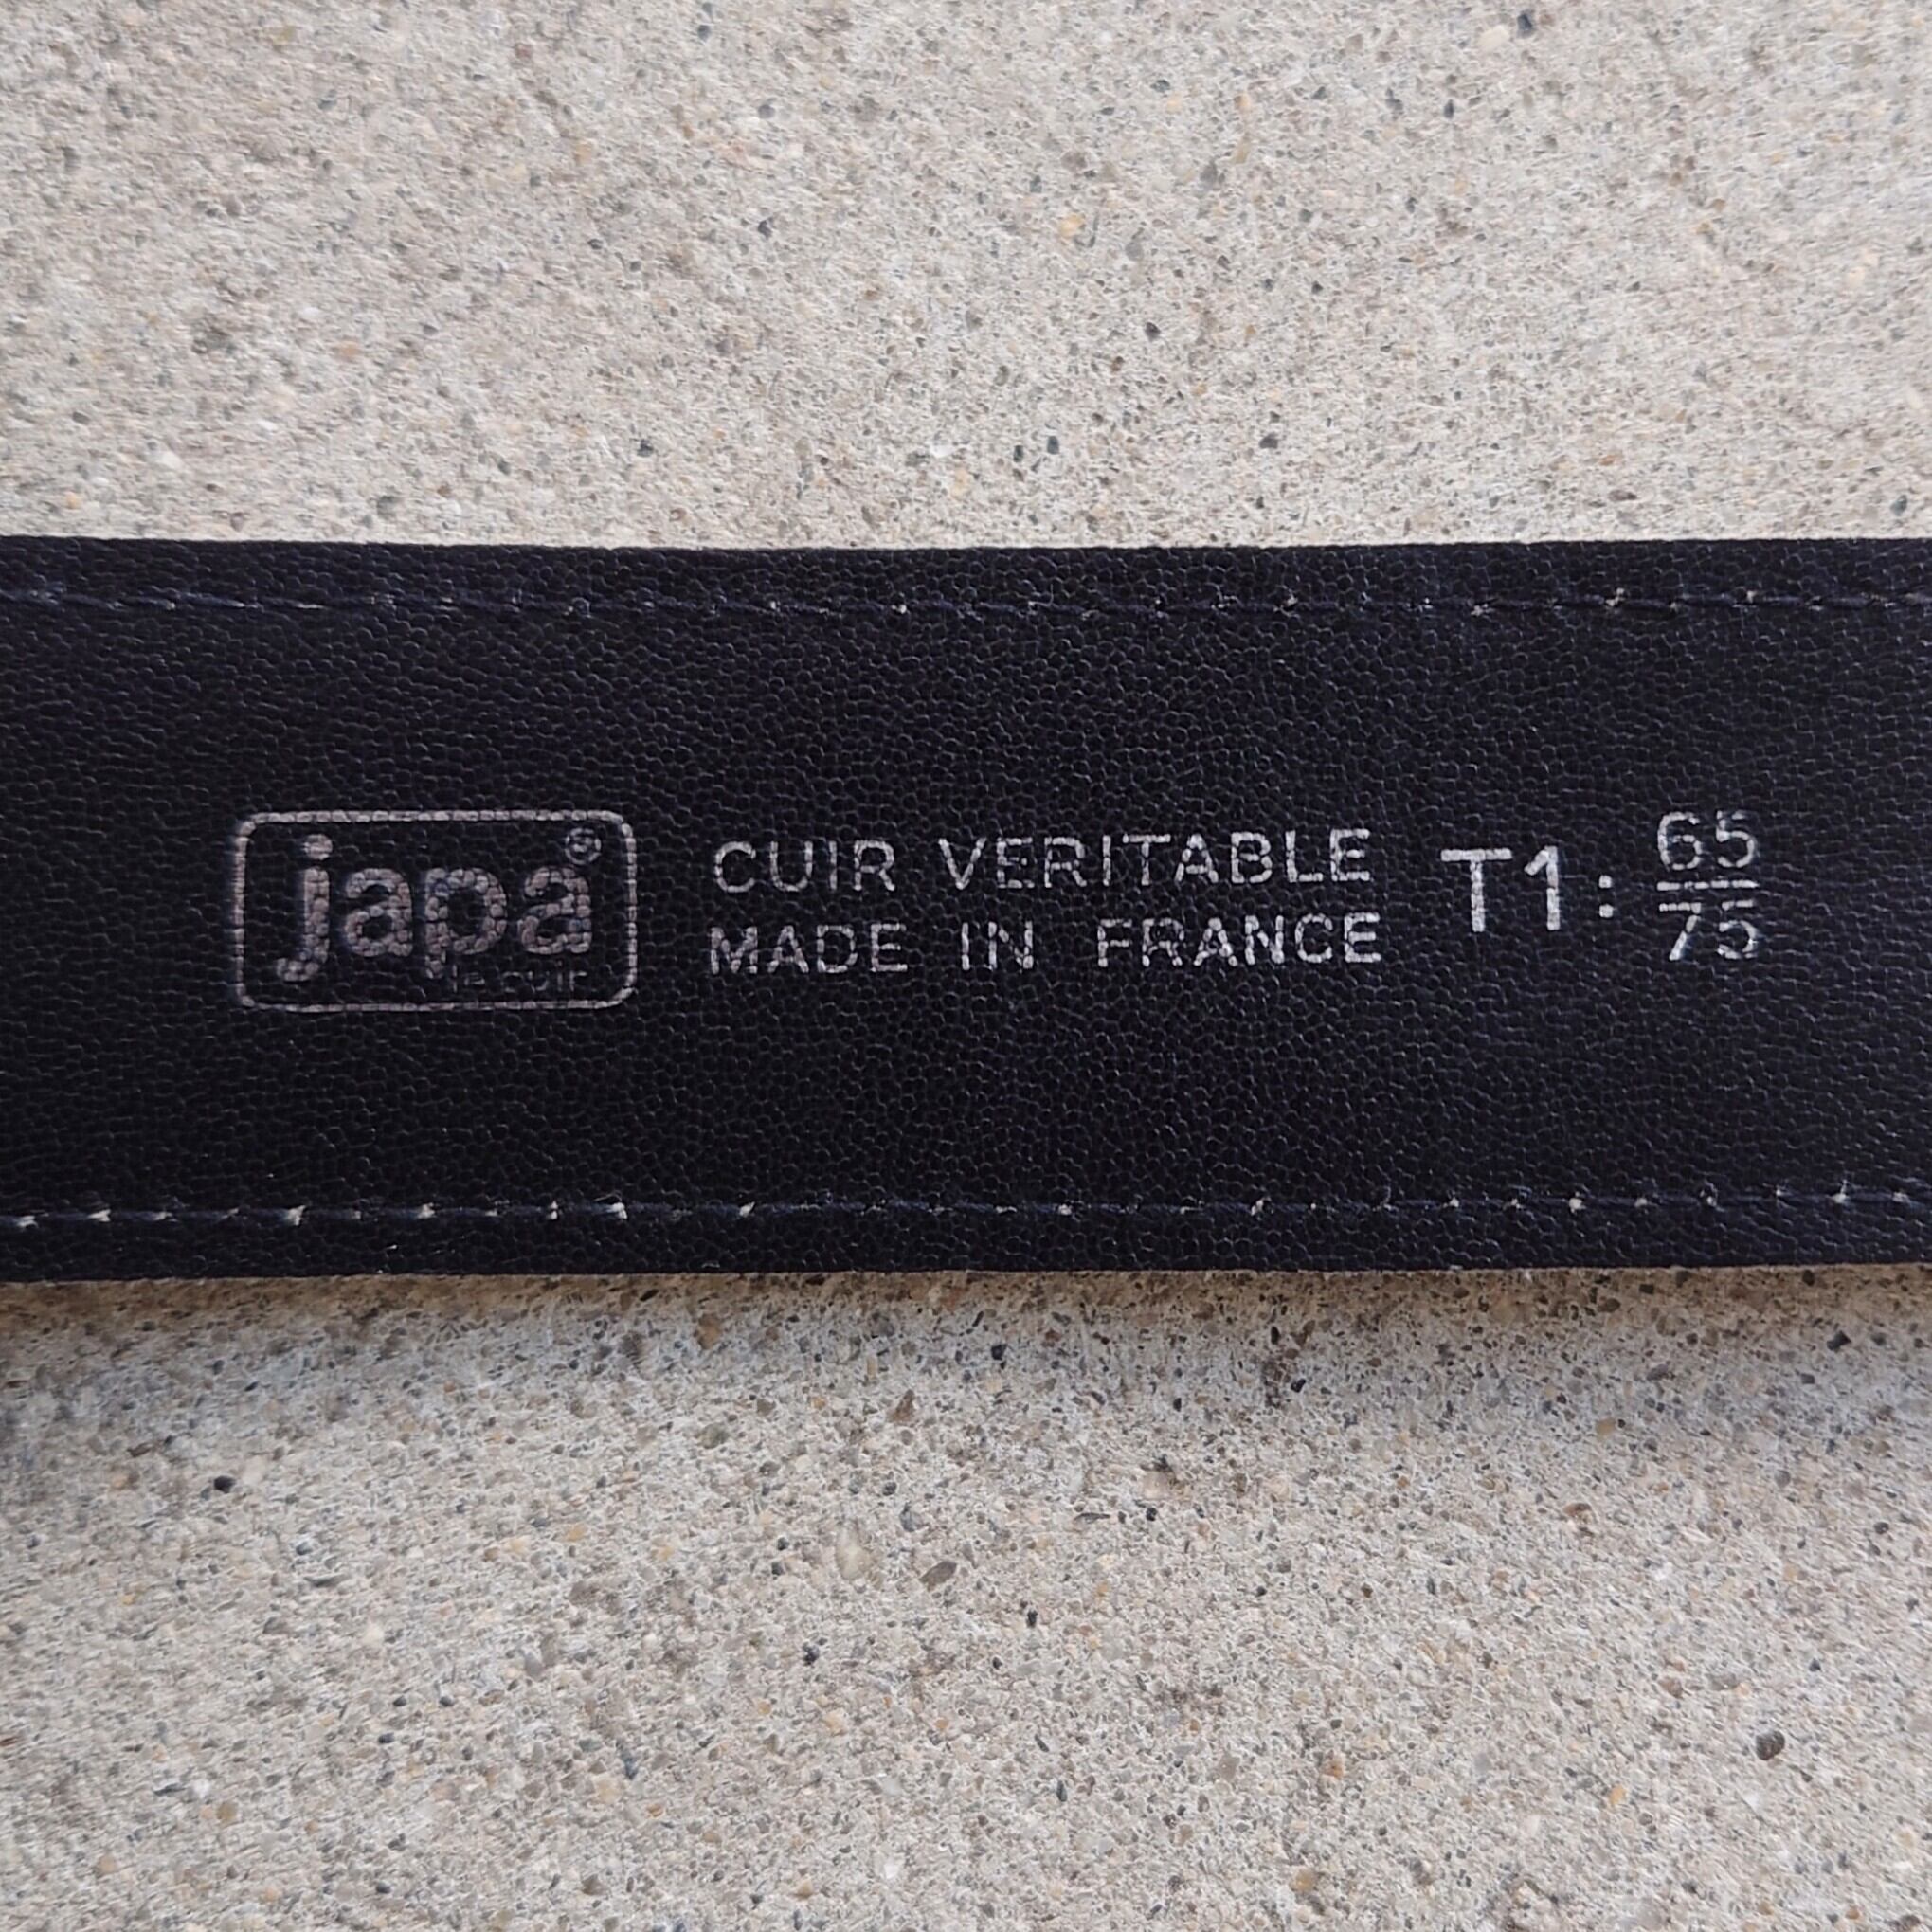 japa®
le cuir
CUIR VERITABLE
MADE IN FRANCE
T1: 65
75